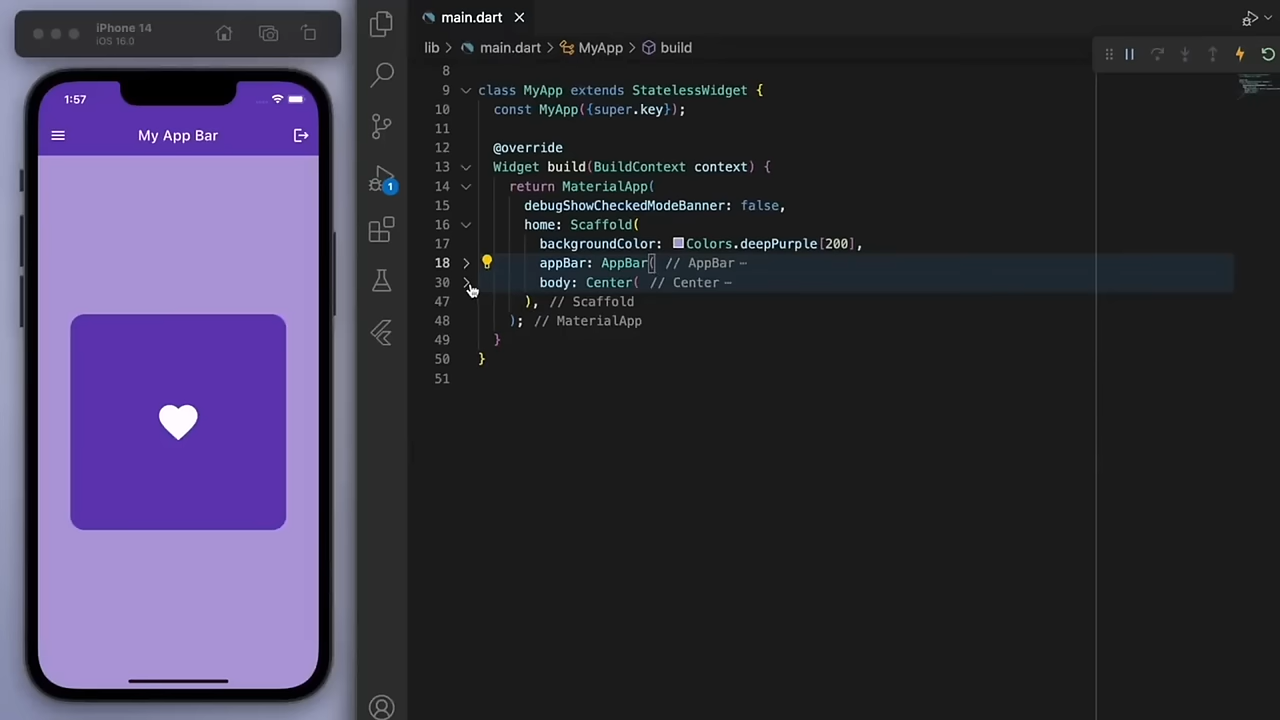 iPhone 14
iOS 16.0
1:57
My App Bar
main.dart
lib > main.dart > MyApp > build
1
8
9 class MyApp extends StatelessWidget {
10 const MyApp({super.key});
11
12 @override
13 Widget build(BuildContext context) {
14 return MaterialApp(
15 debugShowCheckedModeBanner: false,
16 home: Scaffold(
17 backgroundColor: Colors.deepPurple[200],
18 appBar: AppBar( // AppBar ⋯
30 body: Center( // Center ⋯
47 ), // Scaffold
48 ); // MaterialApp
49 }
50 }
51